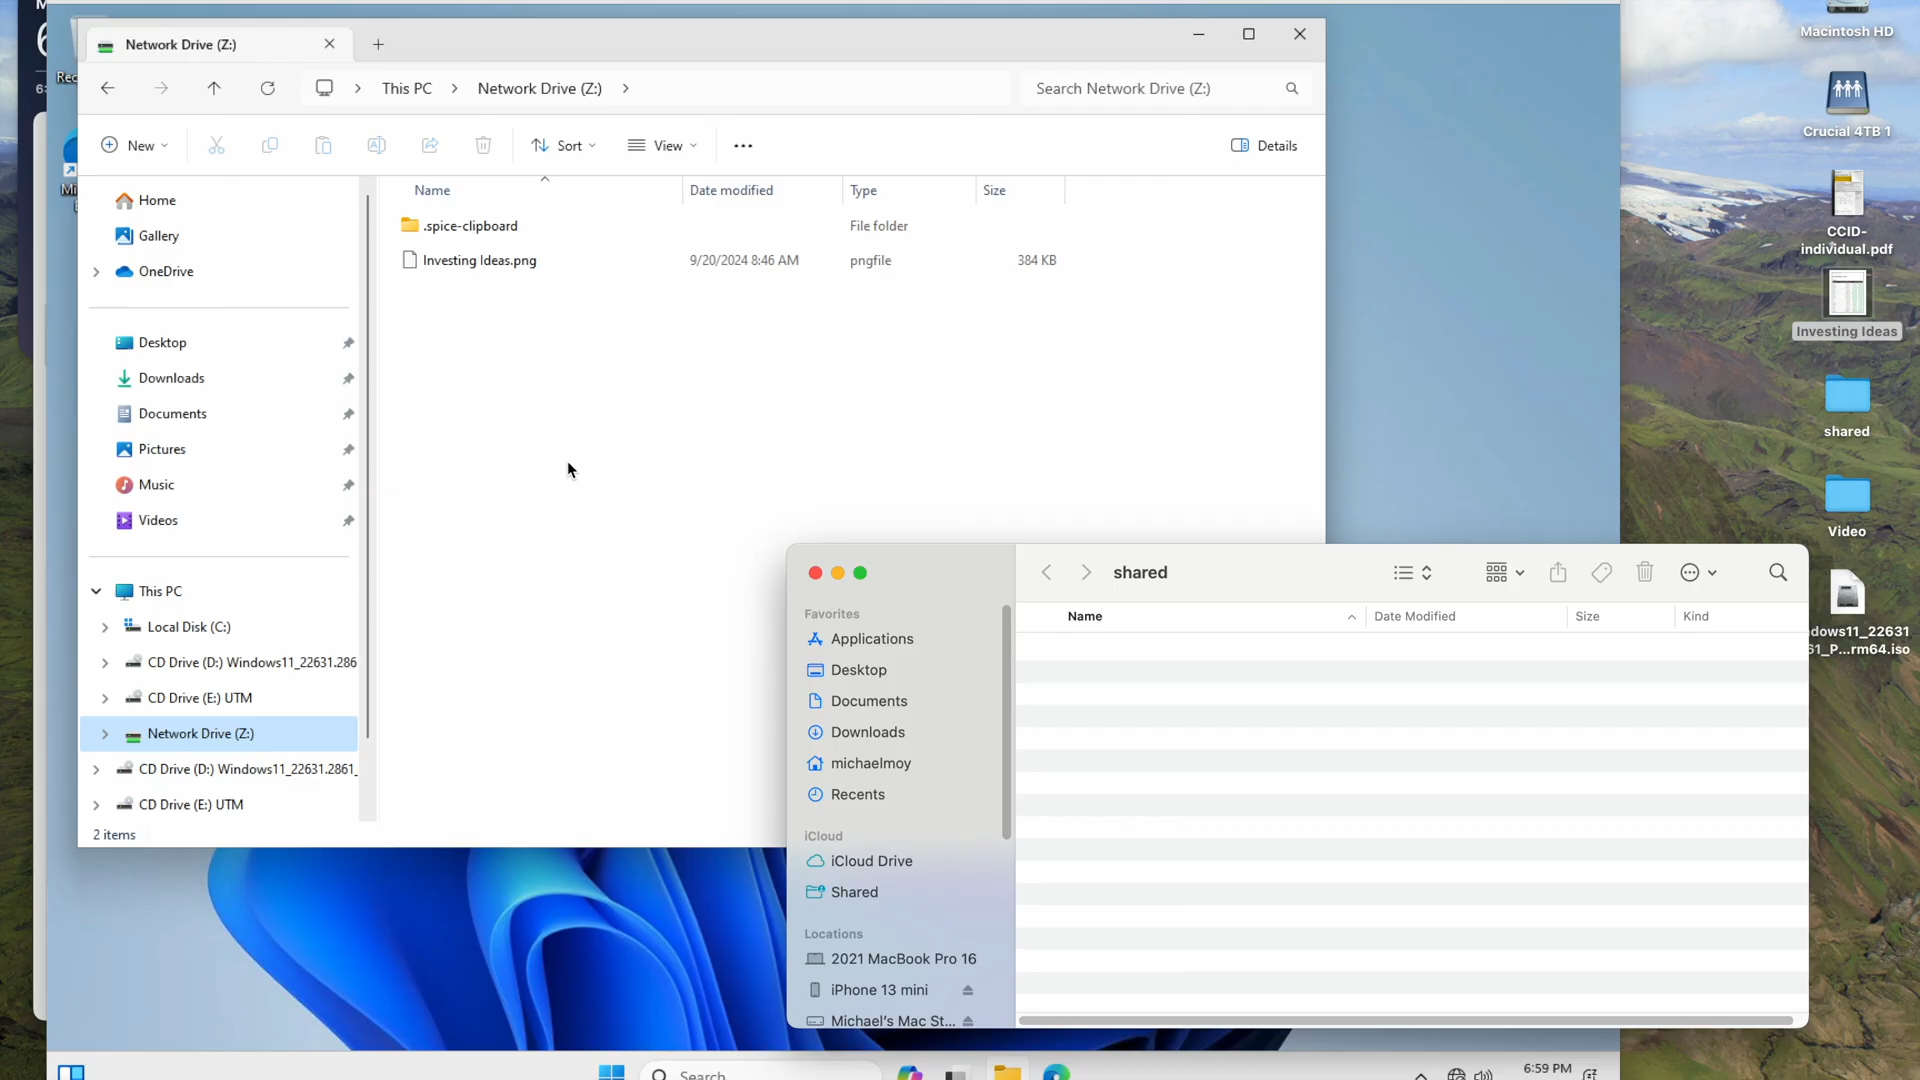 Network Drive (Z:)
This PC
Network Drive (Z:)
Search Network Drive (Z:)
New
Sort
View
Details
Name
Date modified
Type
Size
.spice-clipboard
File folder
Investing Ideas.png
9/20/2024 8:46 AM
pngfile
384 KB
Home
Gallery
OneDrive
Desktop
Downloads
Documents
Pictures
Music
Videos
This PC
Local Disk (C:)
CD Drive (D:) Windows11_22631.286
CD Drive (E:) UTM
Network Drive (Z:)
CD Drive (D:) Windows11_22631.2861_
CD Drive (E:) UTM
2 items
shared
Name
Date Modified
Size
Kind
Favorites
Applications
Desktop
Documents
Downloads
michaelmoy
Recents
iCloud
iCloud Drive
Shared
Locations
2021 MacBook Pro 16
iPhone 13 mini
Michael's Mac St...
Macintosh HD
Crucial 4TB 1
CCID-
individual.pdf
Investing Ideas
shared
Video
dows11_22631
61_P...rm64.iso
Search
6:59 PM